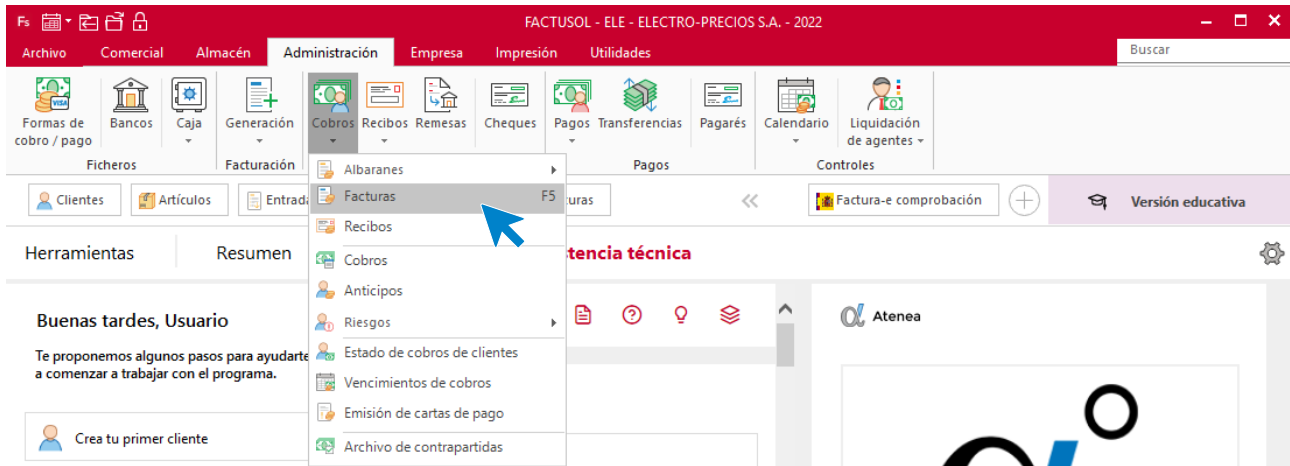 Fs
FACTUSOL - ELE - ELECTRO-PRECIOS S.A. - 2022
Archivo Comercial Almacén Administración Empresa Impresión Utilidades Buscar
VISA
Formas de cobro / pago Bancos Caja Generación Cobros Recibos Remesas Cheques Pagos Transferencias Pagarés Calendario Liquidación de agentes
Ficheros Facturación Pagos Controles
Albaranes
Clientes Artículos Entrad Facturas F5 uras Factura-e comprobación Versión educativa
Recibos
Herramientas Resumen Cobros tencia técnica
Anticipos
Buenas tardes, Usuario Riesgos Atenea
Te proponemos algunos pasos para ayudarte Estado de cobros de clientes
a comenzar a trabajar con el programa.
Vencimientos de cobros
Emisión de cartas de pago
Crea tu primer cliente
Archivo de contrapartidas